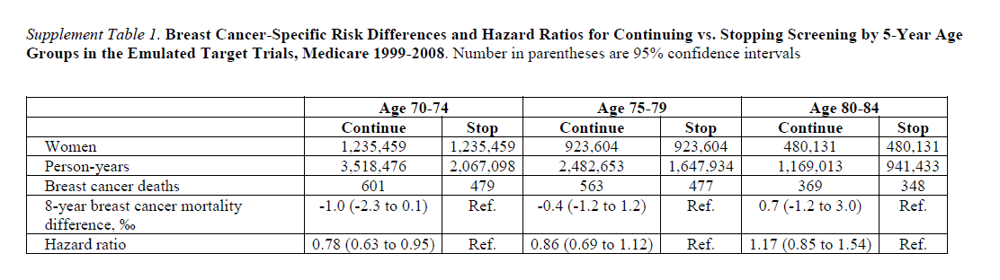 Supplement Table 1. Breast Cancer-Specific Risk Differences and Hazard Ratios for Continuing vs. Stopping Screening by 5-Year Age
Groups in the Emulated Target Trials, Medicare 1999-2008. Number in parentheses are 95% confidence intervals
Age 70-74 Age 75-79 Age 80-84
Continue Stop Continue Stop Continue Stop
Women 1,235,459 1,235,459 923,604 923,604 480,131 480,131
Person-years 3,518,476 2,067,098 2,482,653 1,647,934 1,169,013 941,433
Breast cancer deaths 601 479 563 477 369 348
8-year breast cancer mortality -1.0 (-2.3 to 0.1) Ref. -0.4 (-1.2 to 1.2) Ref. 0.7 (-1.2 to 3.0) Ref.
difference, ‰
Hazard ratio 0.78 (0.63 to 0.95) Ref. 0.86 (0.69 to 1.12) Ref. 1.17 (0.85 to 1.54) Ref.